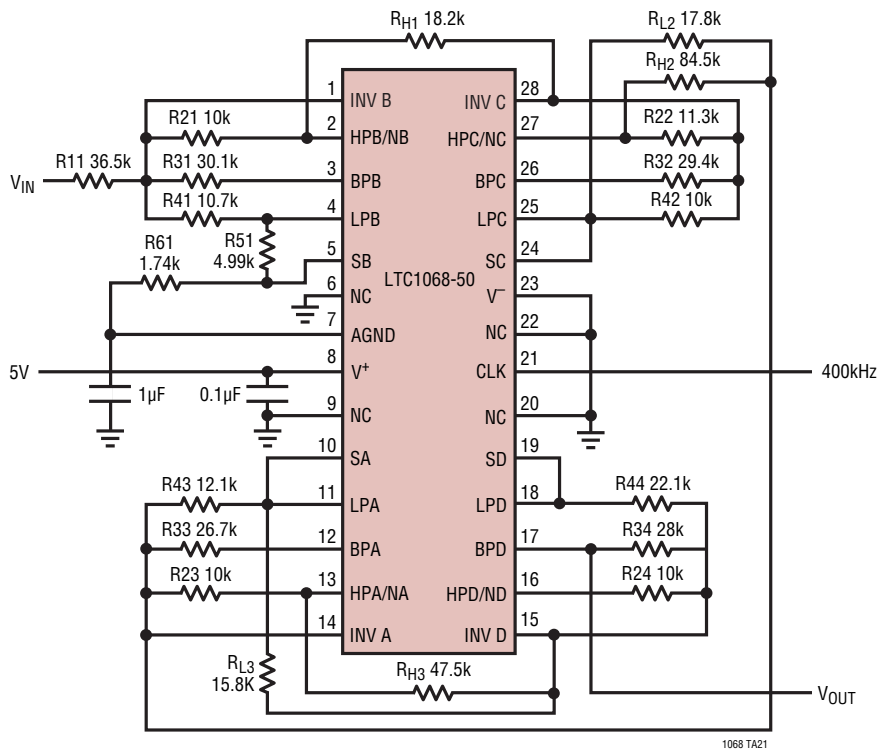 RH1 18.2k
RL2 17.8k
RH2 84.5k
1 INV B
INV C 28
R21 10k
2 HPB/NB
HPC/NC 27
R22 11.3k
R11 36.5k
VIN
R31 30.1k
3 BPB
BPC 26
R32 29.4k
R41 10.7k
4 LPB
LPC 25
R42 10k
R51
4.99k
R61
1.74k
5 SB
SC 24
LTC1068-50
6 NC
V– 23
7 AGND
NC 22
5V
8 V+
CLK 21
400kHz
1µF
0.1µF
9 NC
NC 20
10 SA
SD 19
R43 12.1k
11 LPA
LPD 18
R44 22.1k
R33 26.7k
12 BPA
BPD 17
R34 28k
R23 10k
13 HPA/NA
HPD/ND 16
R24 10k
14 INV A
INV D 15
RL3
15.8K
RH3 47.5k
VOUT
1068 TA21